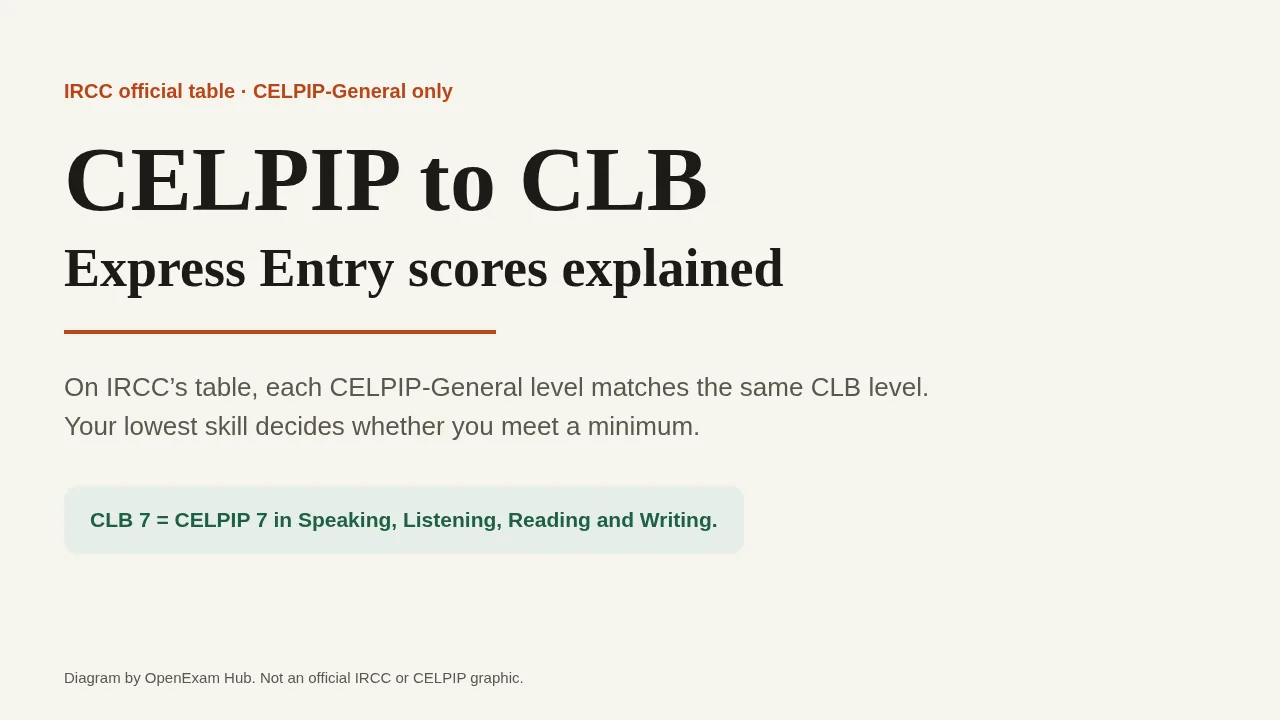 IRCC official table · CELPIP-General only
CELPIP to CLB
Express Entry scores explained
On IRCC’s table, each CELPIP-General level matches the same CLB level.
Your lowest skill decides whether you meet a minimum.
CLB 7 = CELPIP 7 in Speaking, Listening, Reading and Writing.
Diagram by OpenExam Hub. Not an official IRCC or CELPIP graphic.